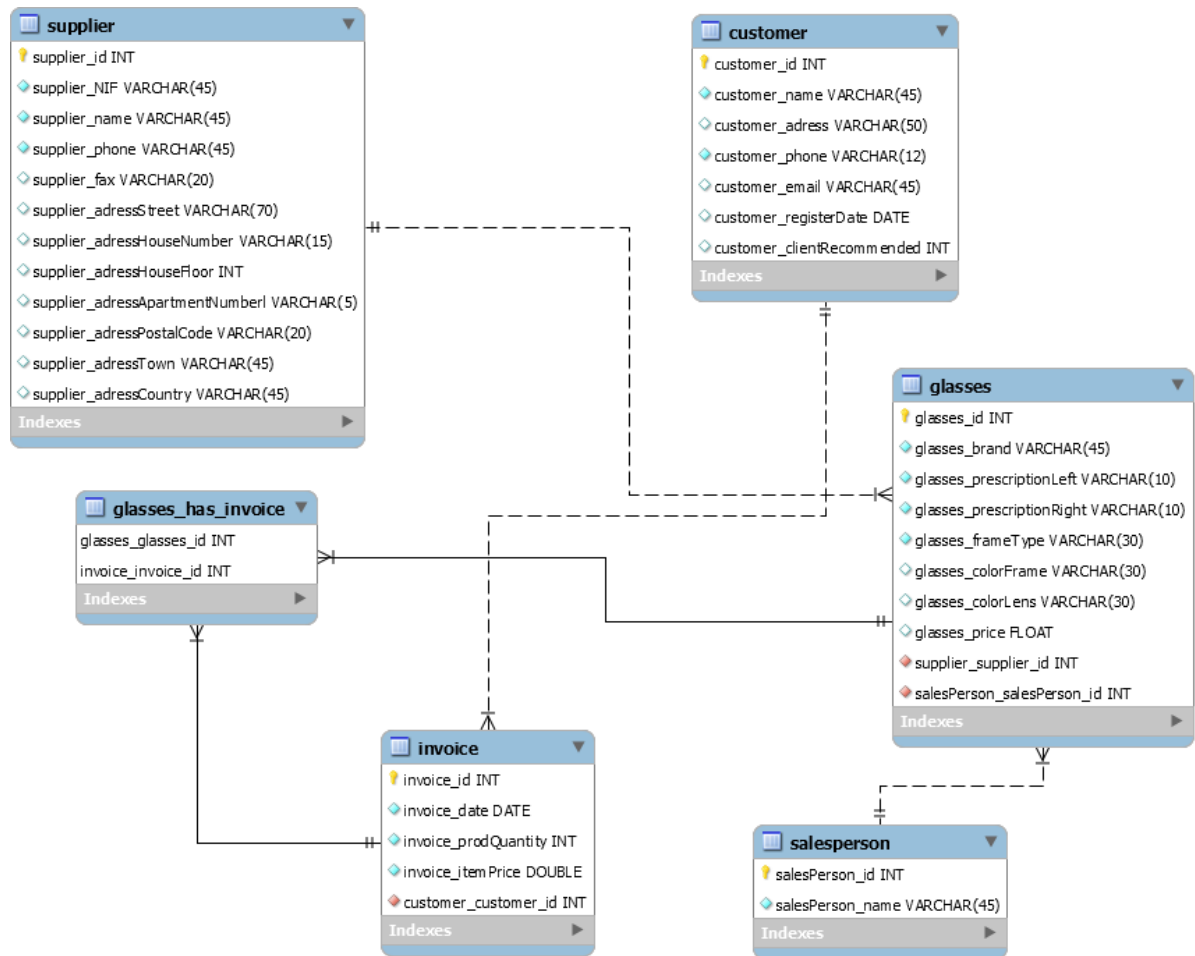 supplier
supplier_id INT
supplier_NIF VARCHAR(45)
supplier_name VARCHAR(45)
supplier_phone VARCHAR(45)
supplier_fax VARCHAR(20)
supplier_adressStreet VARCHAR(70)
supplier_adressHouseNumber VARCHAR(15)
supplier_adressHouseFloor INT
supplier_adressApartmentNumberl VARCHAR(5)
supplier_adressPostalCode VARCHAR(20)
supplier_adressTown VARCHAR(45)
supplier_adressCountry VARCHAR(45)
Indexes
customer
customer_id INT
customer_name VARCHAR(45)
customer_adress VARCHAR(50)
customer_phone VARCHAR(12)
customer_email VARCHAR(45)
customer_registerDate DATE
customer_clientRecommended INT
Indexes
glasses
glasses_id INT
glasses_brand VARCHAR(45)
glasses_prescriptionLeft VARCHAR(10)
glasses_prescriptionRight VARCHAR(10)
glasses_frameType VARCHAR(30)
glasses_colorFrame VARCHAR(30)
glasses_colorLens VARCHAR(30)
glasses_price FLOAT
supplier_supplier_id INT
salesPerson_salesPerson_id INT
Indexes
glasses_has_invoice
glasses_glasses_id INT
invoice_invoice_id INT
Indexes
invoice
invoice_id INT
invoice_date DATE
invoice_prodQuantity INT
invoice_itemPrice DOUBLE
customer_customer_id INT
Indexes
salesperson
salesPerson_id INT
salesPerson_name VARCHAR(45)
Indexes